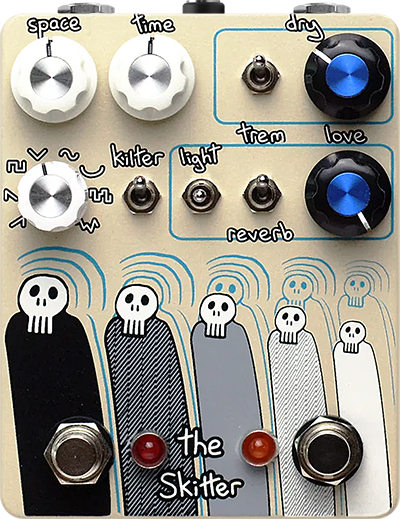 space
time
dry
kilter
light
trem
love
reverb
the
Skitter